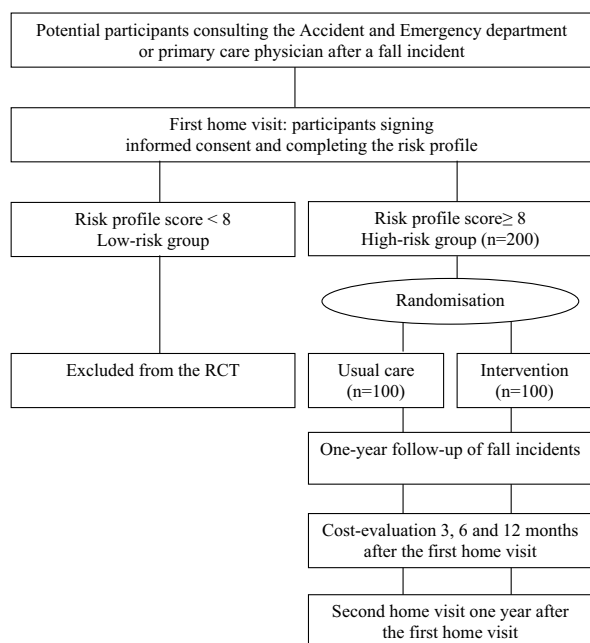 Potential participants consulting the Accident and Emergency department
or primary care physician after a fall incident
First home visit: participants signing
informed consent and completing the risk profile
Risk profile score < 8
Low-risk group
Risk profile score≥ 8
High-risk group (n=200)
Randomisation
Excluded from the RCT
Usual care
(n=100)
Intervention
(n=100)
One-year follow-up of fall incidents
Cost-evaluation 3, 6 and 12 months
after the first home visit
Second home visit one year after
the first home visit